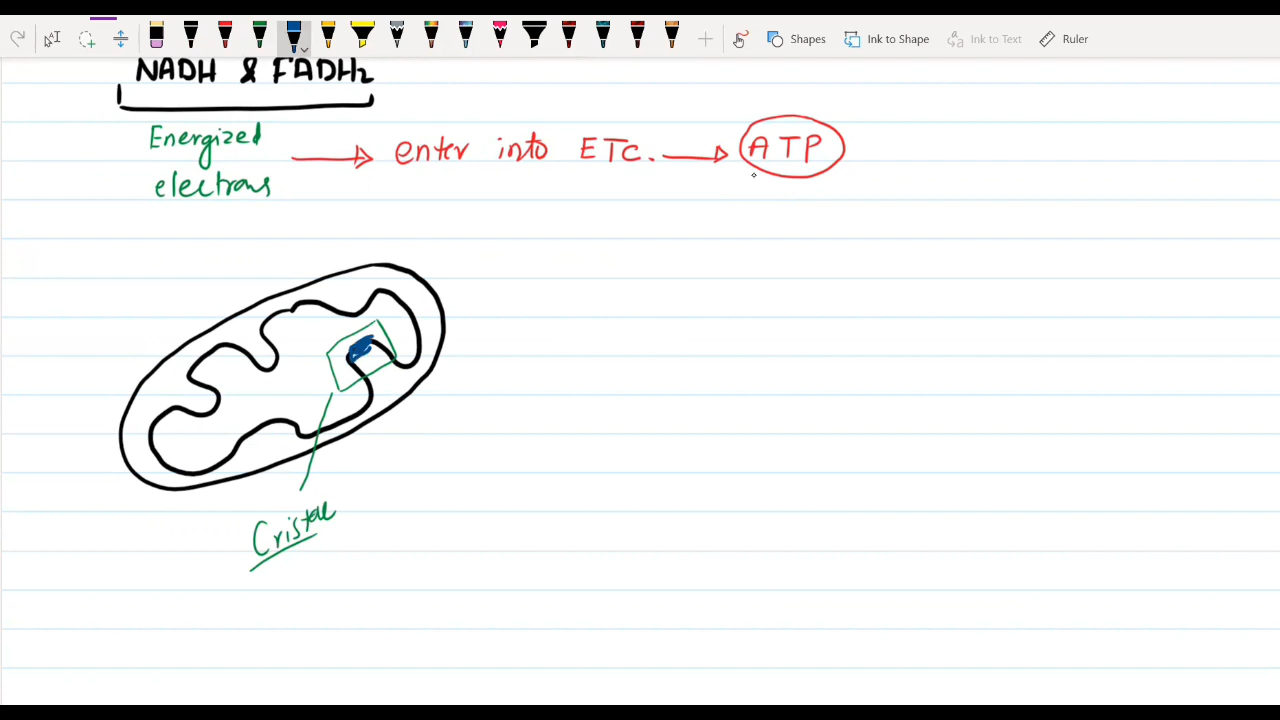 Shapes
Ink to Shape
Ink to Text
Ruler
NADH & FADH2
Energized electrons
enter into ETC.
ATP
Cristae